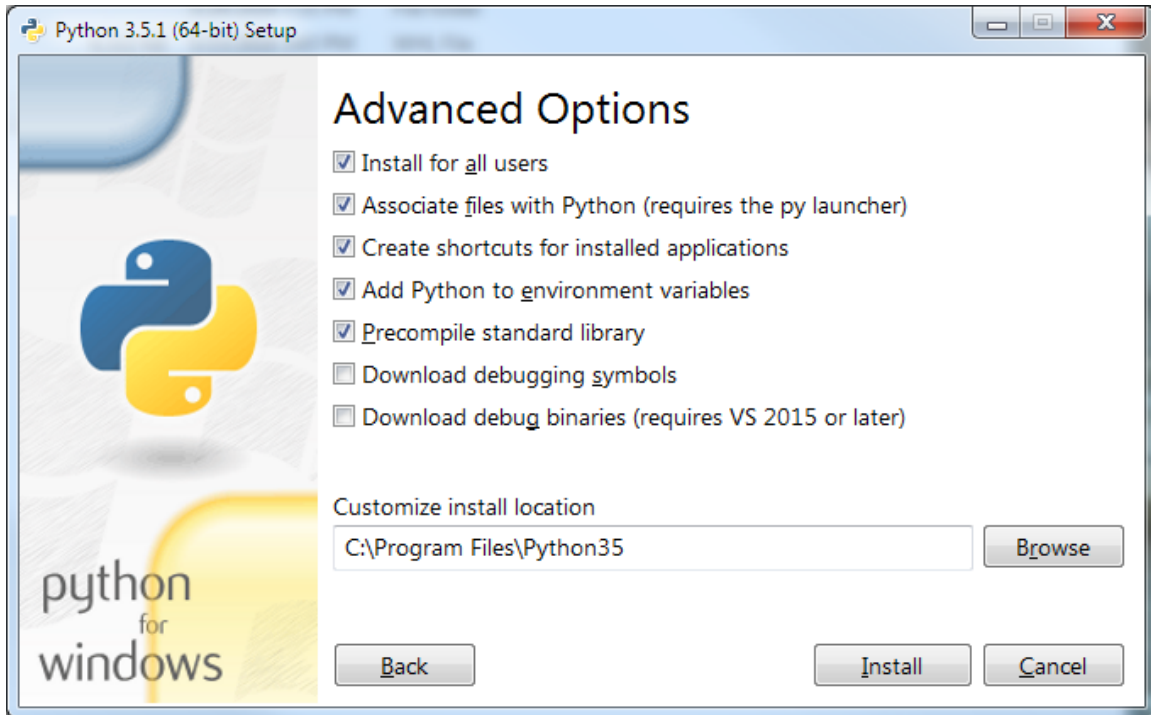 Python 3.5.1 (64-bit) Setup
Advanced Options
Install for all users
Associate files with Python (requires the py launcher)
Create shortcuts for installed applications
Add Python to environment variables
Precompile standard library
Download debugging symbols
Download debug binaries (requires VS 2015 or later)
Customize install location
C:\Program Files\Python35
Browse
python
for
windows
Back
Install
Cancel